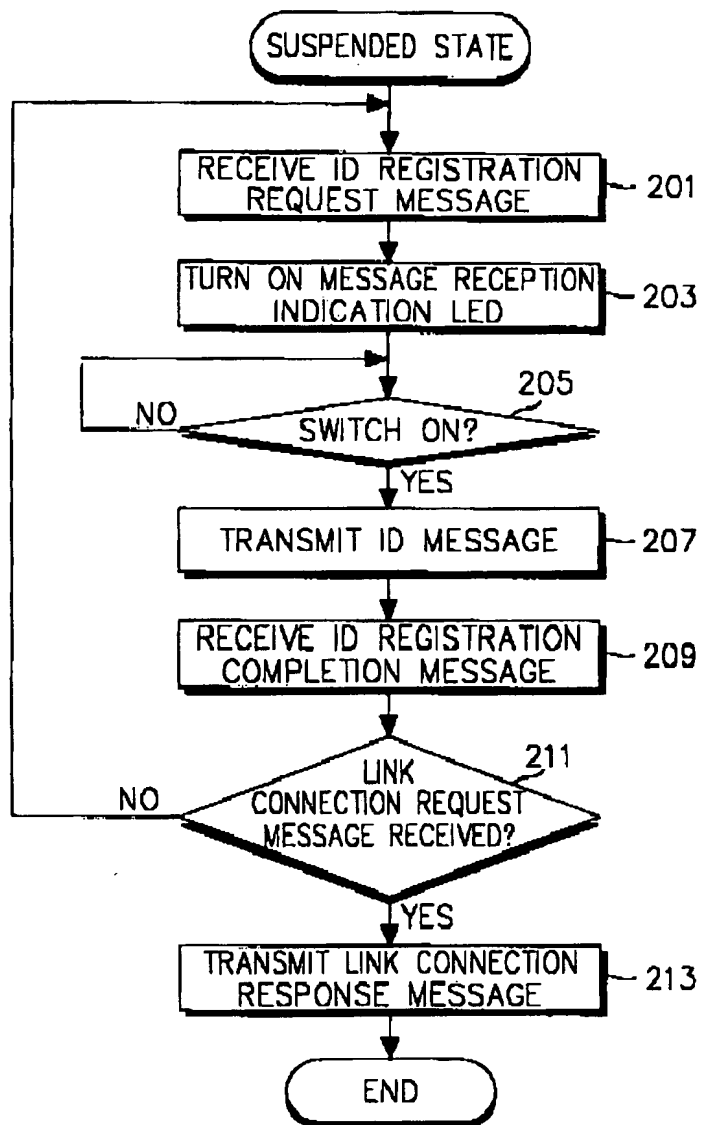 SUSPENDED STATE
RECEIVE ID REGISTRATION
REQUEST MESSAGE
201
TURN ON MESSAGE RECEPTION
INDICATION LED
203
205
SWITCH ON?
NO
YES
TRANSMIT ID MESSAGE
207
RECEIVE ID REGISTRATION
COMPLETION MESSAGE
209
211
LINK
CONNECTION REQUEST
MESSAGE RECEIVED?
NO
YES
TRANSMIT LINK CONNECTION
RESPONSE MESSAGE
213
END